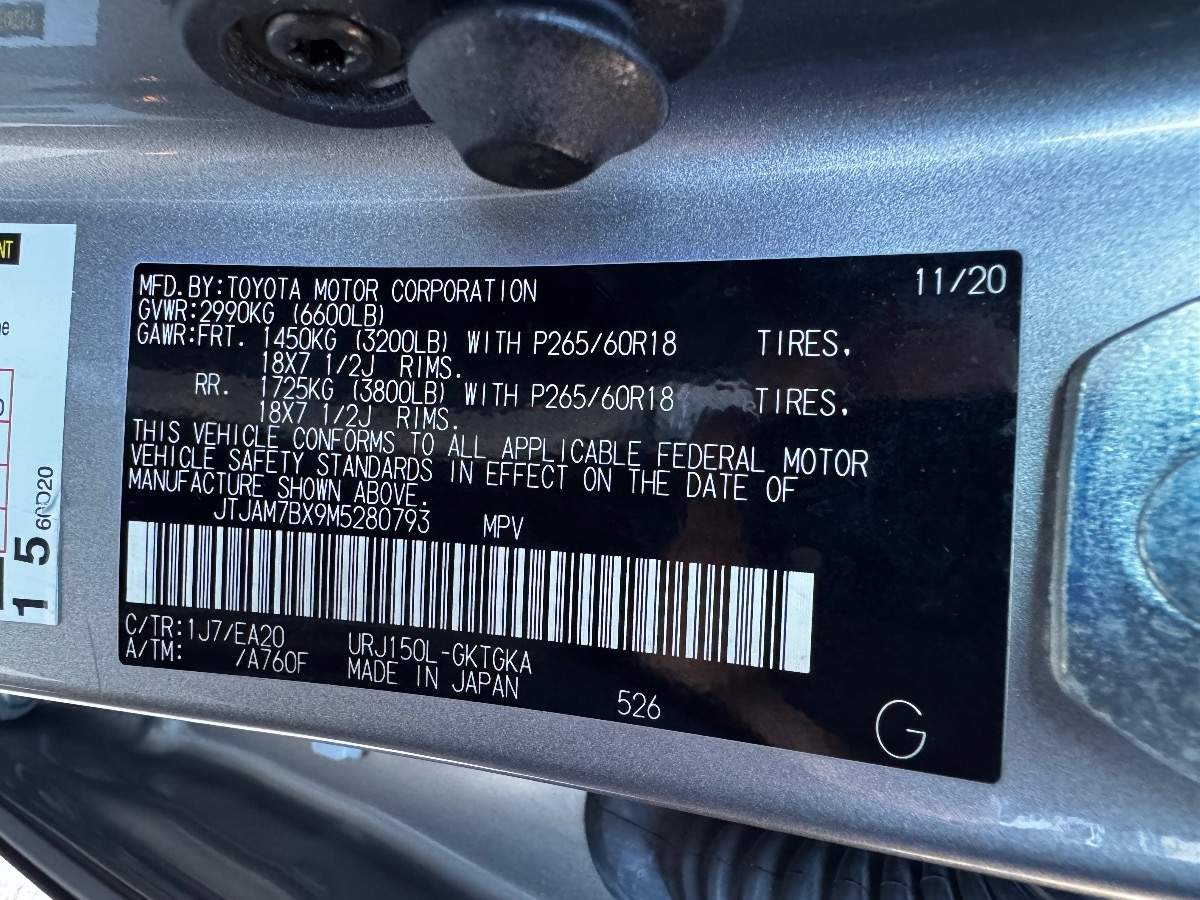 MFD.BY:TOYOTA MOTOR CORPORATION 11/20
GVWR:2990KG (6600LB)
GAWR:FRT. 1450KG (3200LB) WITH P265/60R18 TIRES,
18X7 1/2J RIMS.
RR. 1725KG (3800LB) WITH P265/60R18 TIRES,
18X7 1/2J RIMS.
THIS VEHICLE CONFORMS TO ALL APPLICABLE FEDERAL MOTOR
VEHICLE SAFETY STANDARDS IN EFFECT ON THE DATE OF
MANUFACTURE SHOWN ABOVE.
JTJAM7BX9M5280793 MPV
C/TR:1J7/EA20 URJ150L-GKTGKA
A/TM: /A760F MADE IN JAPAN
526
G
NT
15
60D20